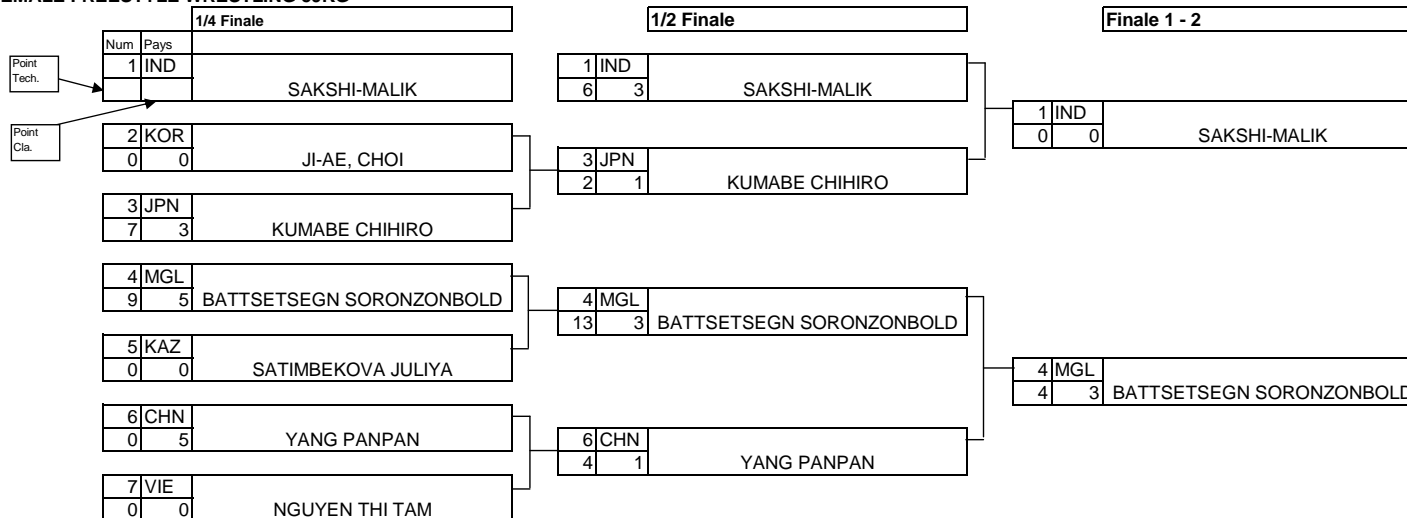 1/4 Finale 1/2 Finale Finale 1 - 2
Num Pays
Point
Tech.
1 IND
SAKSHI-MALIK
1 IND
6 3 SAKSHI-MALIK
1 IND
0 0 SAKSHI-MALIK
Point
Cla.
2 KOR
0 0 JI-AE, CHOI
3 JPN
2 1 KUMABE CHIHIRO
3 JPN
7 3 KUMABE CHIHIRO
4 MGL
9 5 BATTSETSEGN SORONZONBOLD
4 MGL
13 3 BATTSETSEGN SORONZONBOLD
5 KAZ
0 0 SATIMBEKOVA JULIYA
4 MGL
4 3 BATTSETSEGN SORONZONBOLD
6 CHN
0 5 YANG PANPAN
6 CHN
4 1 YANG PANPAN
7 VIE
0 0 NGUYEN THI TAM